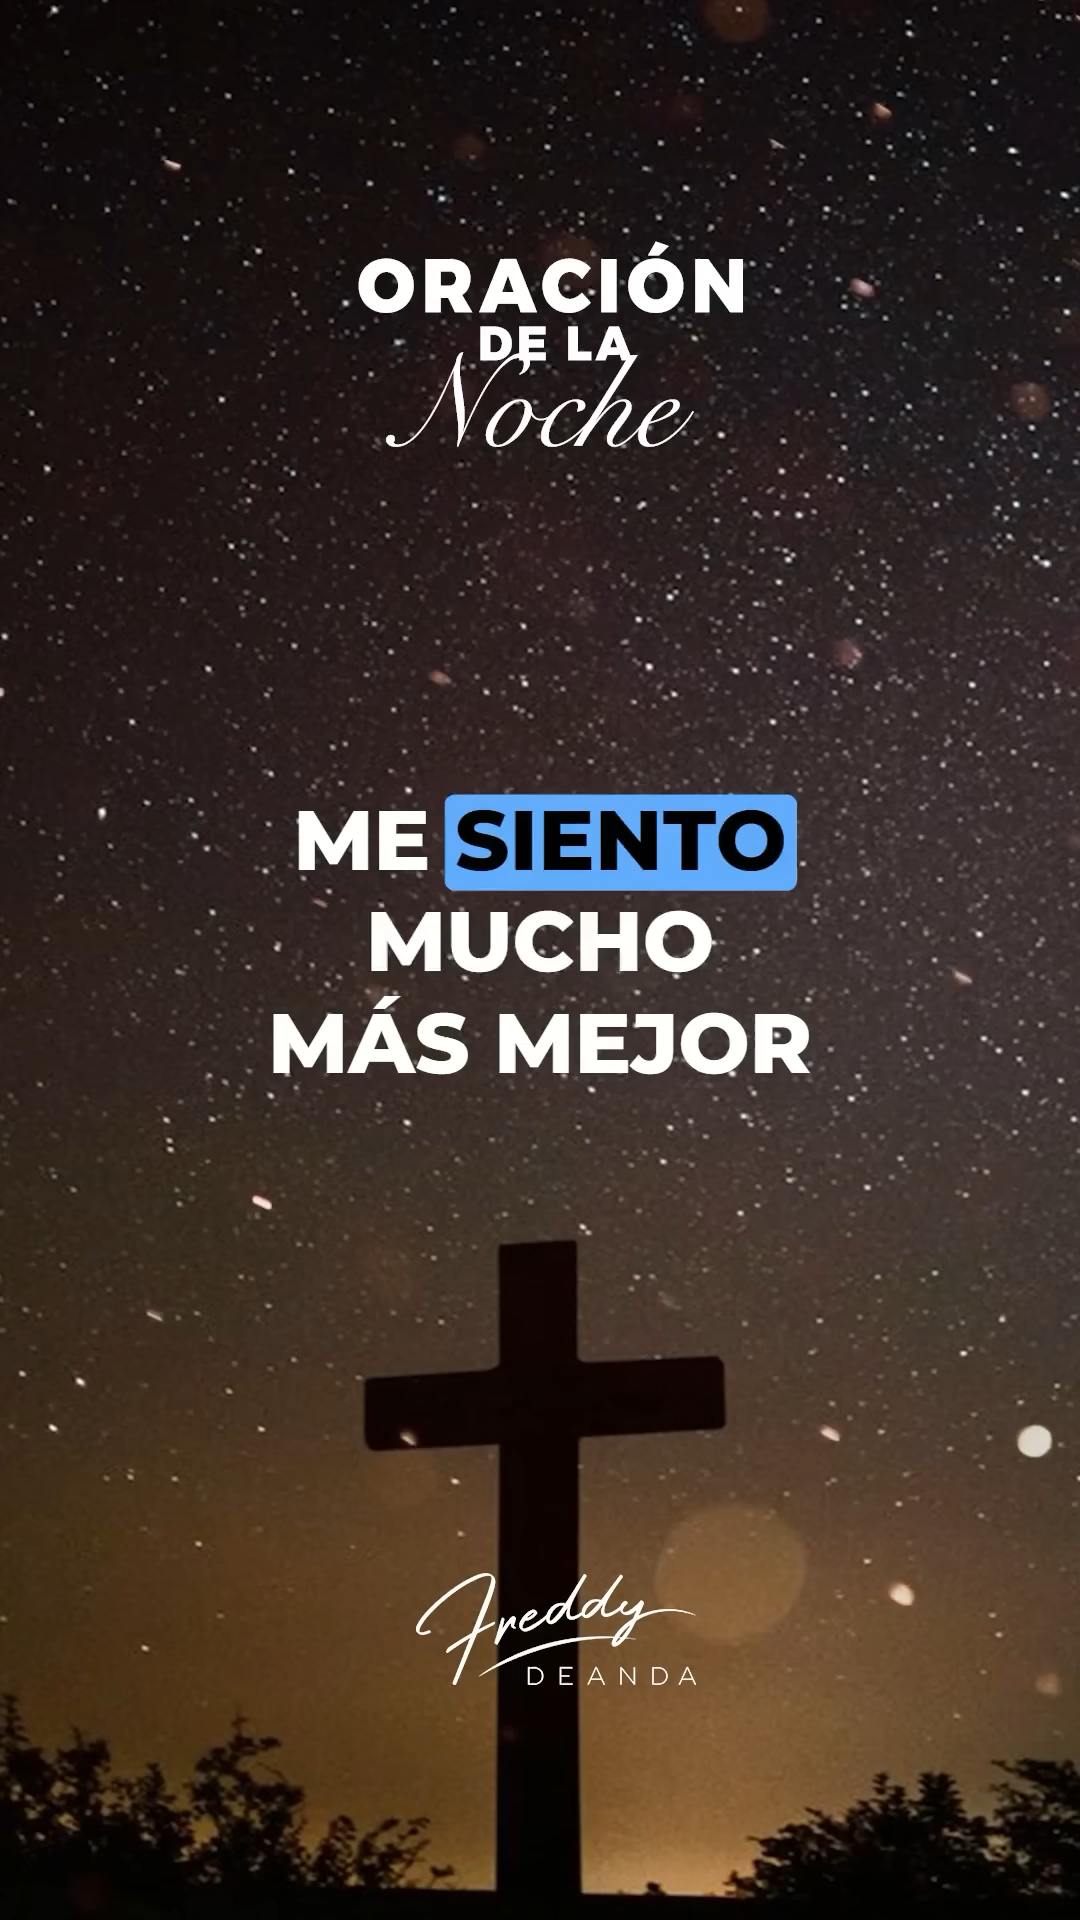 ORACIÓN
DE LA
Noche
ME SIENTO
MUCHO
MÁS MEJOR
Freddy
DEANDA